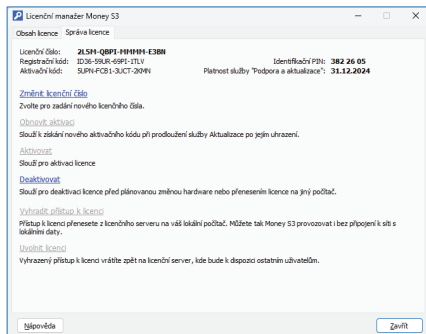 Licenční manažer Money S3
Obsah licence Správa licence
Licenční číslo: 2L5M-QBPI-MMMM-E3BN
Registrační kód: ID36-59UR-69PI-1TLV Identifikační PIN: 382 26 05
Aktivační kód: 5UPN-FCB1-3UCT-2KMN Platnost služby "Podpora a aktualizace": 31.12.2024
Změnit licenční číslo
Zvolte pro zadání nového licenčního čísla.
Obnovit aktivaci
Slouží k získání nového aktivačního kódu při prodloužení služby Aktualizace po jejím uhrazení.
Aktivovat
Slouží pro aktivaci licence
Deaktivovat
Slouží pro deaktivaci licence před plánovanou změnou hardware nebo přenesením licence na jiný počítač.
Vyhradit přístup k licenci
Přístup k licenci přenesete z licenčního serveru na váš lokální počítač. Můžete tak Money S3 provozovat i bez připojení k síti s
lokálními daty.
Uvolnit licenci
Vyhrazený přístup k licenci vrátíte zpět na licenční server, kde bude k dispozici ostatním uživatelům.
Nápověda Zavřít